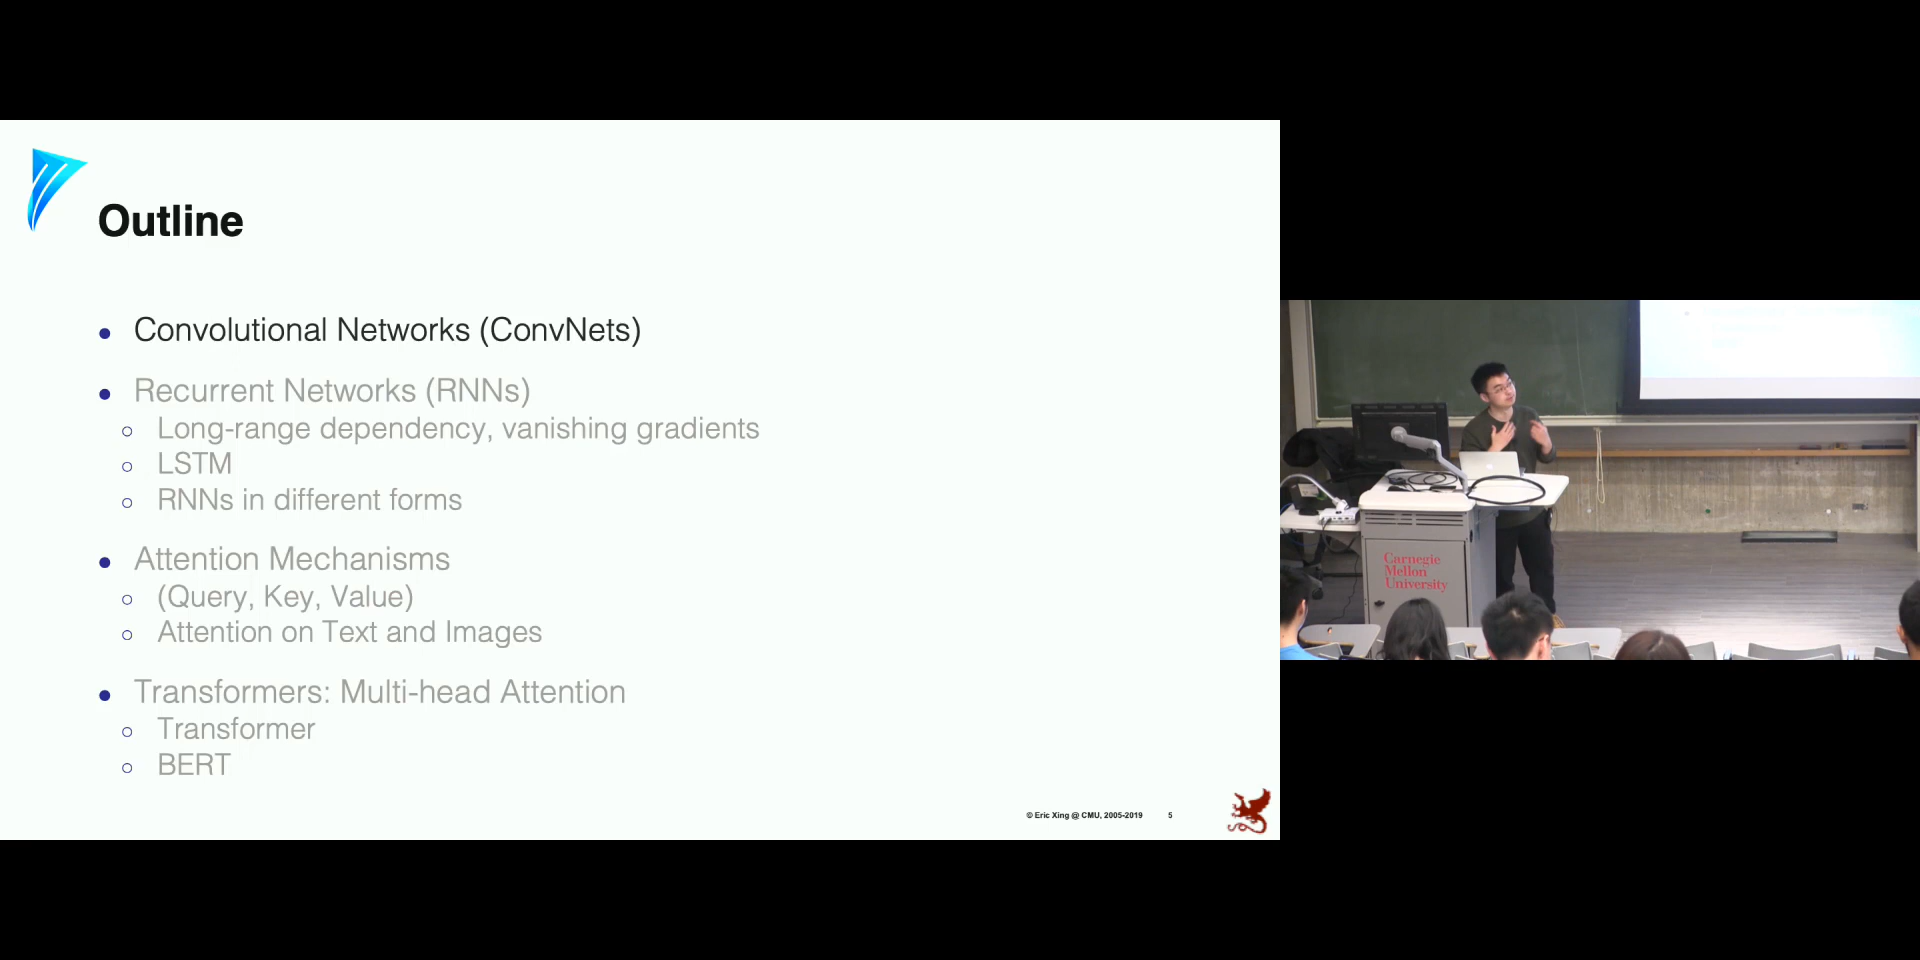 Outline
Convolutional Networks (ConvNets)
Recurrent Networks (RNNs)
Long-range dependency, vanishing gradients
LSTM
RNNs in different forms
Attention Mechanisms
(Query, Key, Value)
Attention on Text and Images
Transformers: Multi-head Attention
Transformer
BERT
© Eric Xing @ CMU, 2005-2019 5
Carnegie
Mellon
University